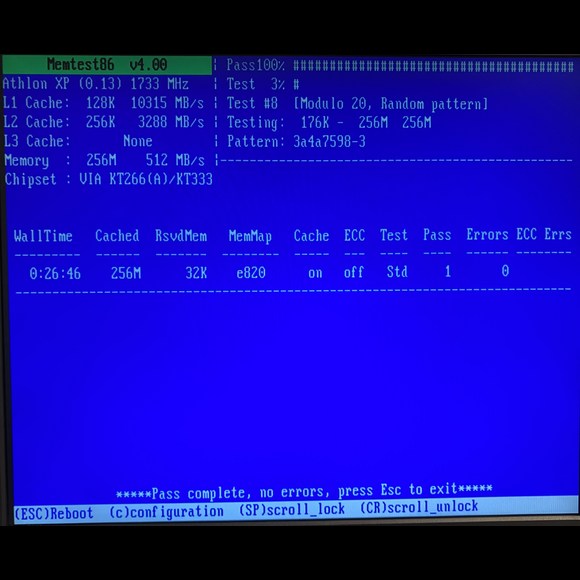 Memtest86 v4.00 | Pass100% #######################################
Athlon XP (0.13) 1733 MHz | Test 3% #
L1 Cache: 128K 10315 MB/s | Test #8 [Modulo 20, Random pattern]
L2 Cache: 256K 3288 MB/s | Testing: 176K - 256M 256M
L3 Cache: None | Pattern: 3a4a7598-3
Memory : 256M 512 MB/s |-------------------------------------------------
Chipset : VIA KT266(A)/KT333
WallTime Cached RsvdMem MemMap Cache ECC Test Pass Errors ECC Errs
--------- ------ ------- -------- ----- --- ---- ---- ------ --------
0:26:46 256M 32K e820 on off Std 1 0
-----------------------------------------------------------------------------
*****Pass complete, no errors, press Esc to exit*****
(ESC)Reboot (c)configuration (SP)scroll_lock (CR)scroll_unlock